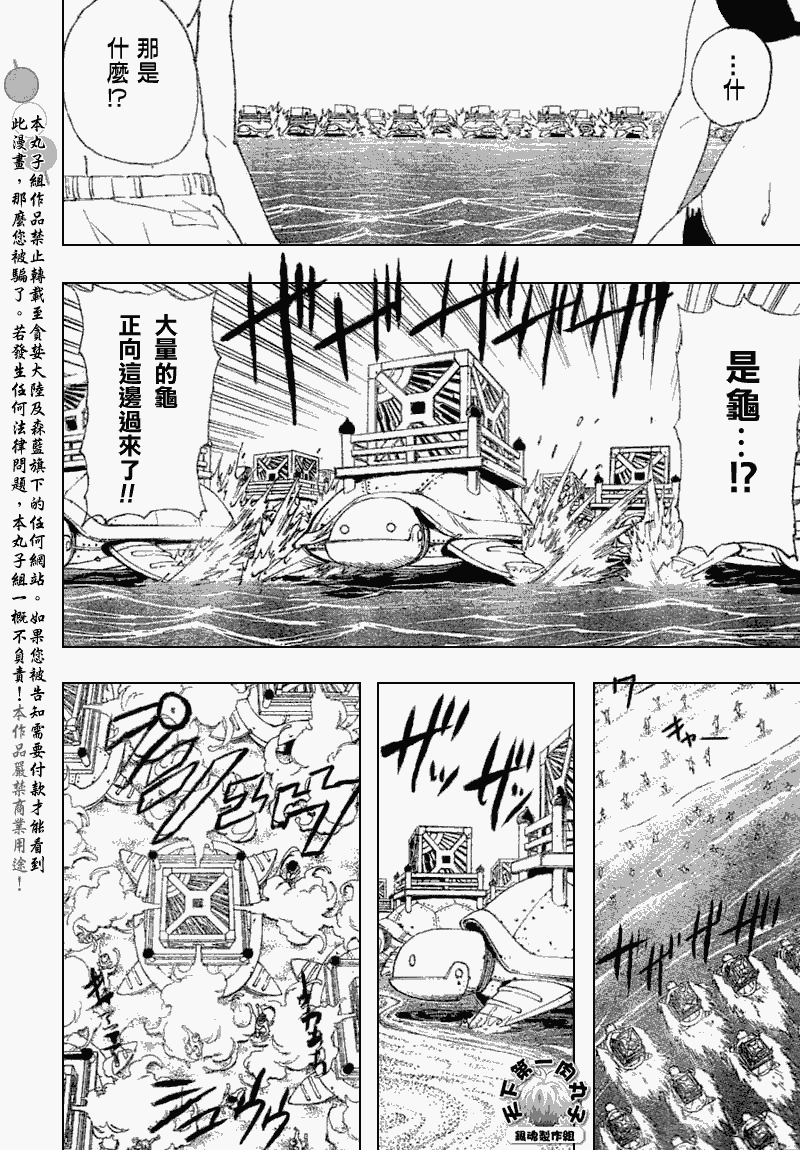 …什
那是
什麼!?
是龜…!?
大量的龜
正向這邊過來了!!
ザザザザザ
キャー
ザザザ
ザザ
ザッ
プシュウウ
本丸子組作品禁止轉載至貪婪大陸及森藍旗下的任何網站。如果您被告知需要付款才能看到
此漫畫，那麼您被騙了。若發生任何法律問題，本丸子組一概不負責！本作品嚴禁商業用途！
天下第一肉丸子
銀魂製作組